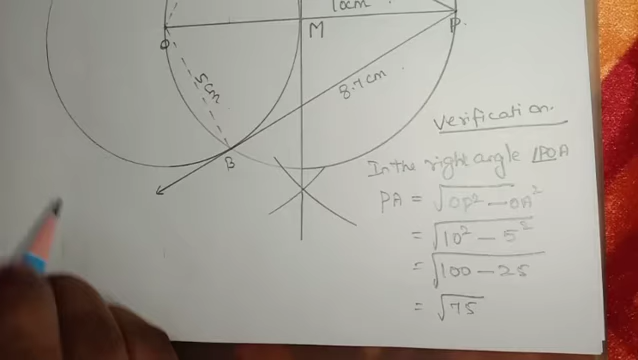 10cm
O
M
P
5cm
8.7cm
B
Verification.
In the right angle ⊿POA
PA = √OP² - OA²
= √10² - 5²
= √100 - 25
= √75